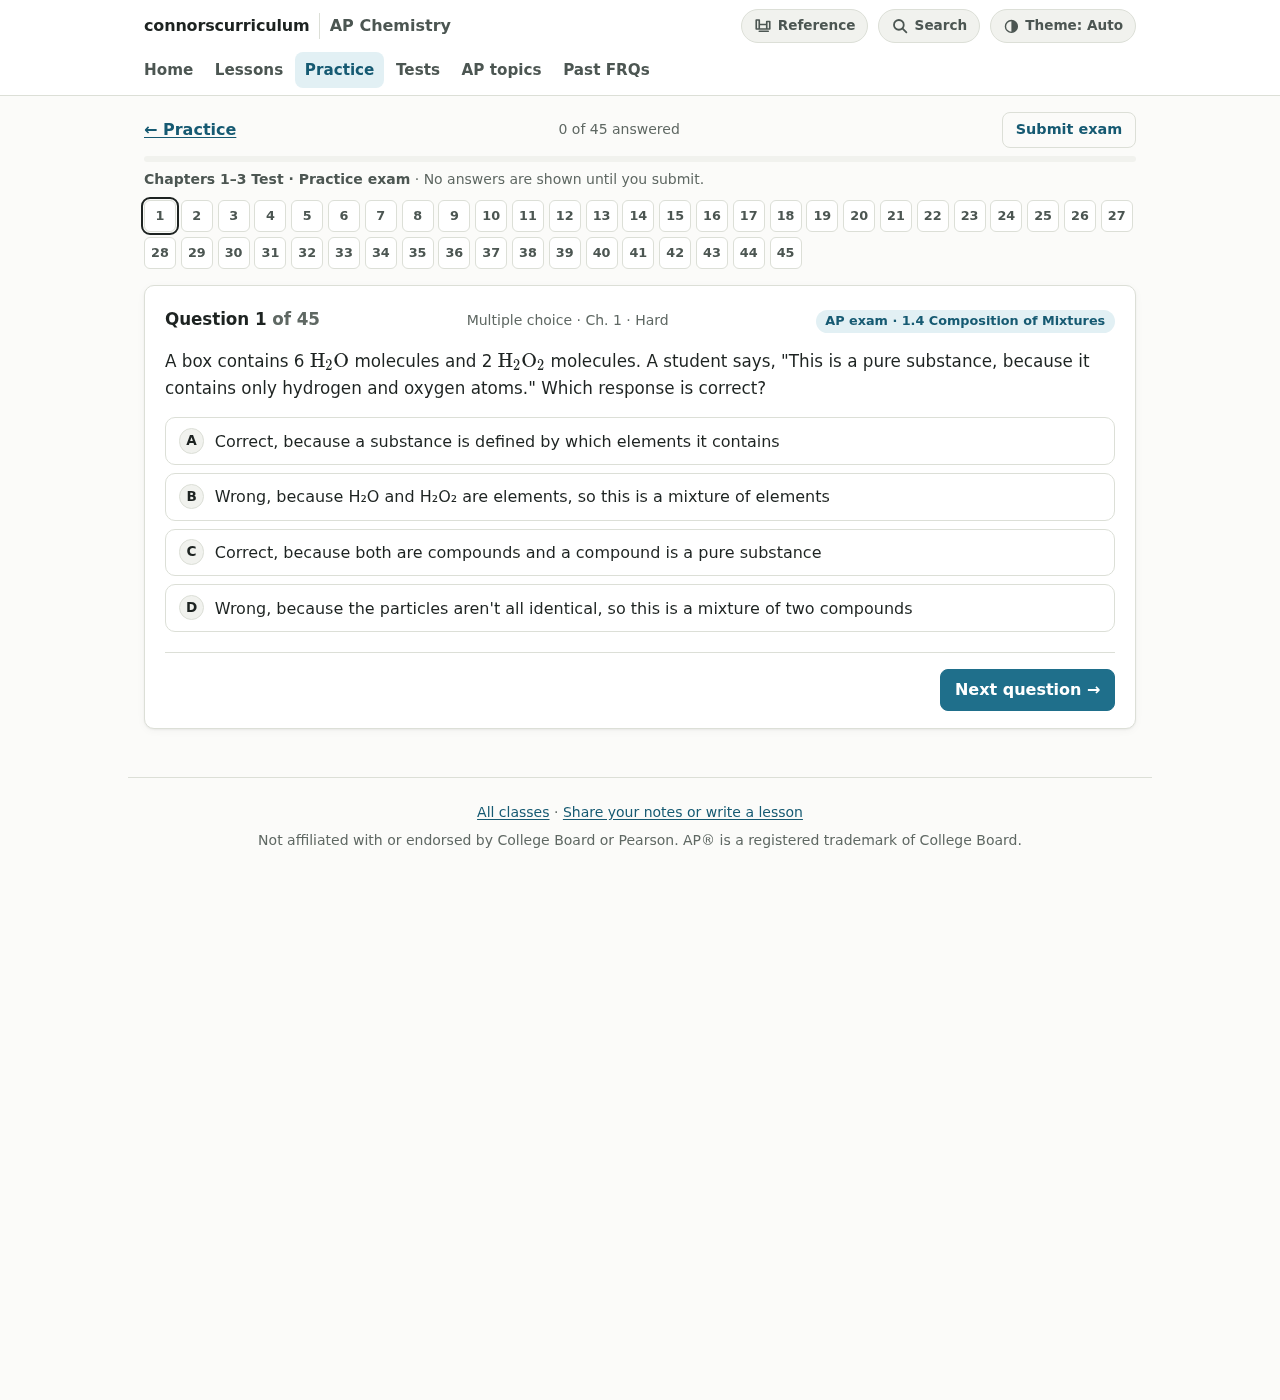 connorscurriculum AP Chemistry Reference Search Theme: Auto
Home Lessons Practice Tests AP topics Past FRQs
← Practice 0 of 45 answered Submit exam
Chapters 1–3 Test · Practice exam · No answers are shown until you submit.
1 2 3 4 5 6 7 8 9 10 11 12 13 14 15 16 17 18 19 20 21 22 23 24 25 26 27
28 29 30 31 32 33 34 35 36 37 38 39 40 41 42 43 44 45
Question 1 of 45 Multiple choice · Ch. 1 · Hard AP exam · 1.4 Composition of Mixtures
A box contains 6 H₂O molecules and 2 H₂O₂ molecules. A student says, "This is a pure substance, because it
contains only hydrogen and oxygen atoms." Which response is correct?
A Correct, because a substance is defined by which elements it contains
B Wrong, because H₂O and H₂O₂ are elements, so this is a mixture of elements
C Correct, because both are compounds and a compound is a pure substance
D Wrong, because the particles aren't all identical, so this is a mixture of two compounds
Next question →
All classes · Share your notes or write a lesson
Not affiliated with or endorsed by College Board or Pearson. AP® is a registered trademark of College Board.